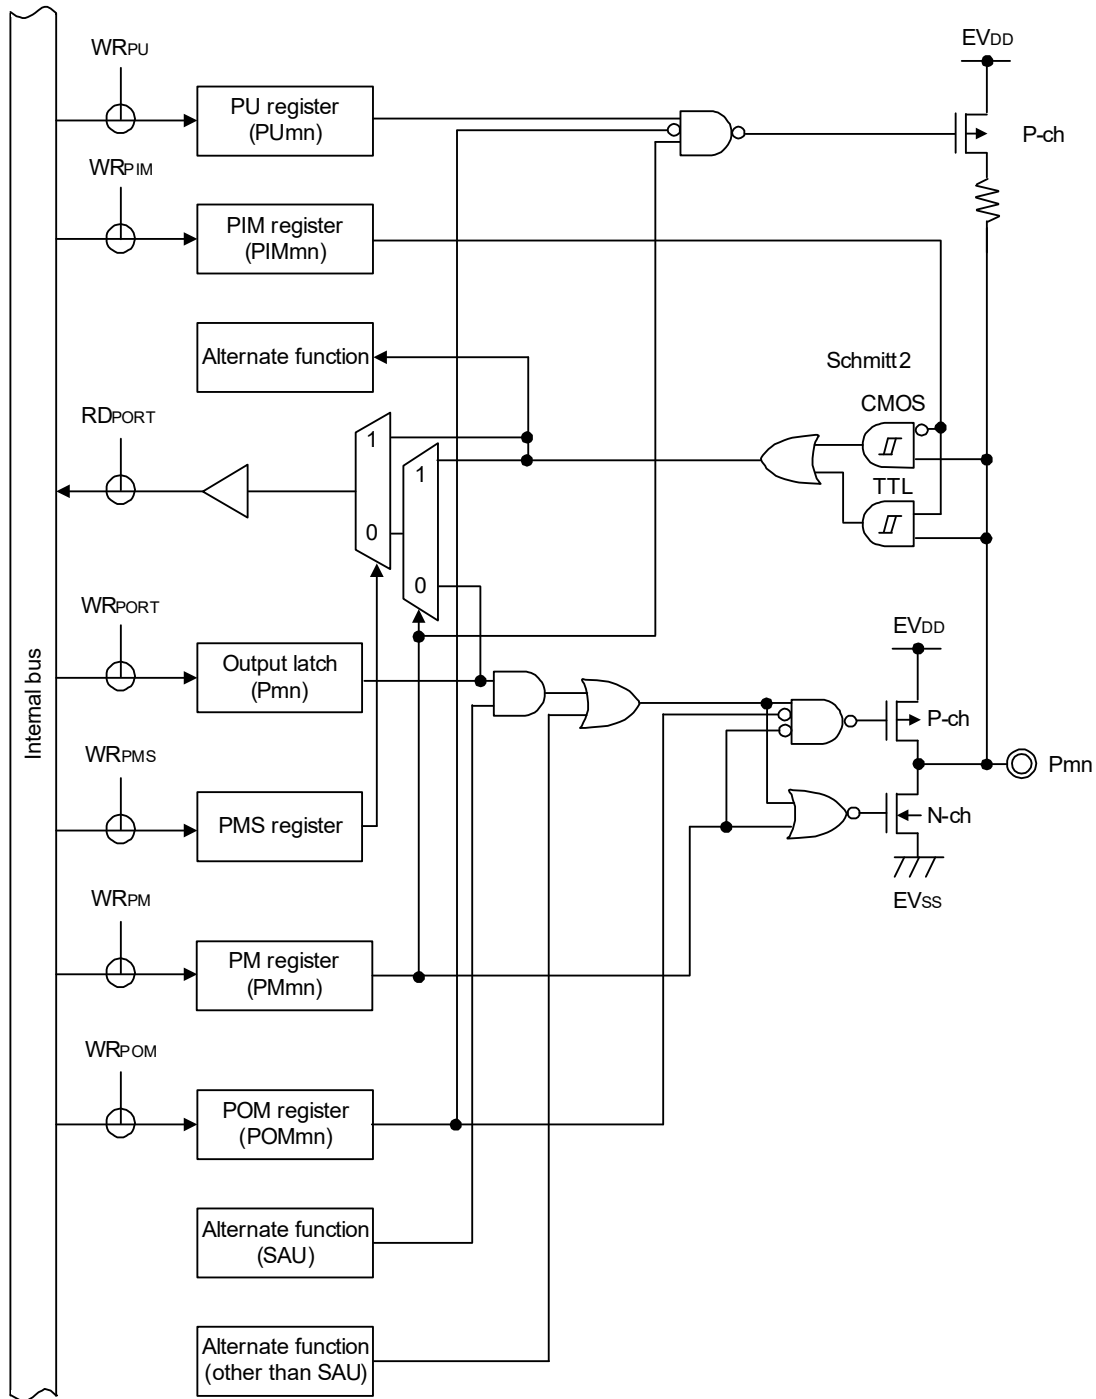 WRPU
EVDD
PU register
(PUmn)
P-ch
WRPIM
PIM register
(PIMmn)
Alternate function
Schmitt2
CMOS
RDPORT
1
1
TTL
0
0
WRPORT
EVDD
Output latch
(Pmn)
P-ch
Internal bus
WRPMS
Pmn
PMS register
N-ch
WRPM
EVSS
PM register
(PMmn)
WRPOM
POM register
(POMmn)
Alternate function
(SAU)
Alternate function
(other than SAU)